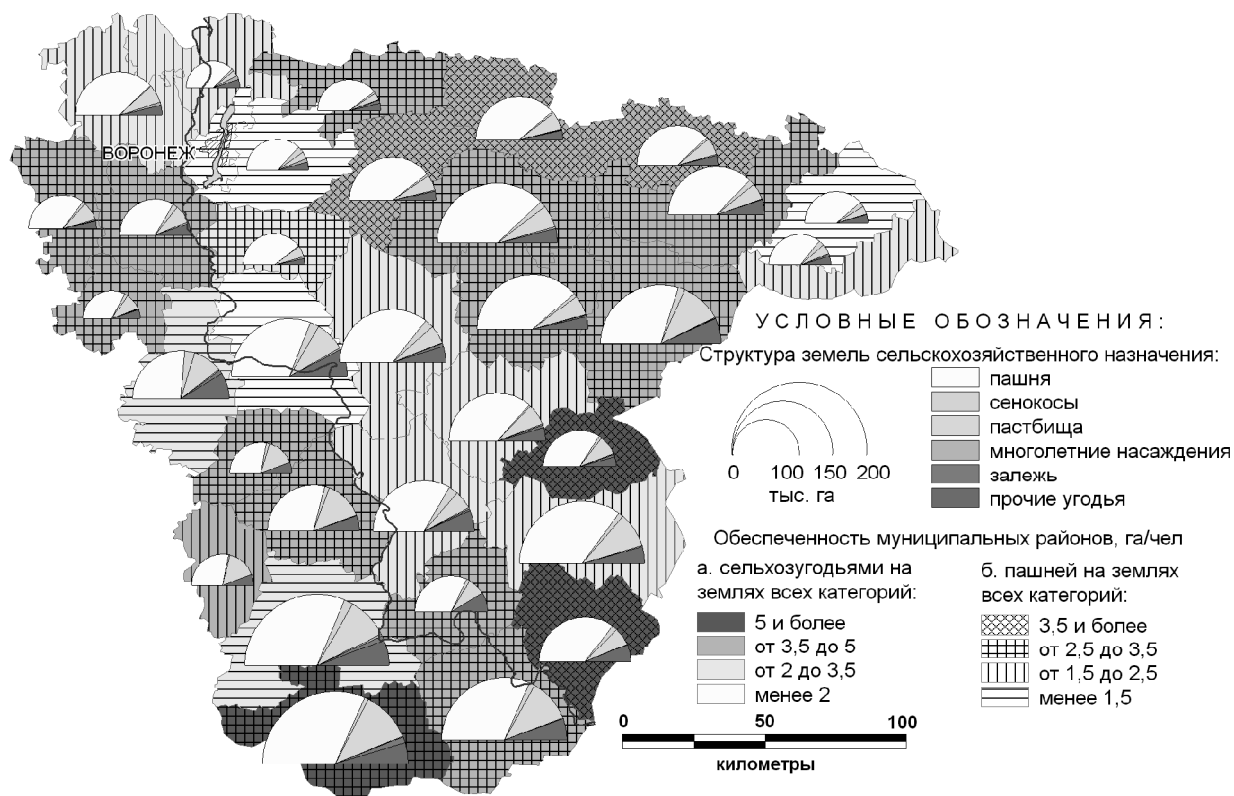 ВОРОНЕЖ
УСЛОВНЫЕ ОБОЗНАЧЕНИЯ:
Структура земель сельскохозяйственного назначения:
пашня
сенокосы
пастбища
многолетние насаждения
залежь
прочие угодья
0 100 150 200
тыс. га
Обеспеченность муниципальных районов, га/чел
а. сельхозугодьями на
землях всех категорий:
5 и более
от 3,5 до 5
от 2 до 3,5
менее 2
б. пашней на землях
всех категорий:
3,5 и более
от 2,5 до 3,5
от 1,5 до 2,5
менее 1,5
0 50 100
километры